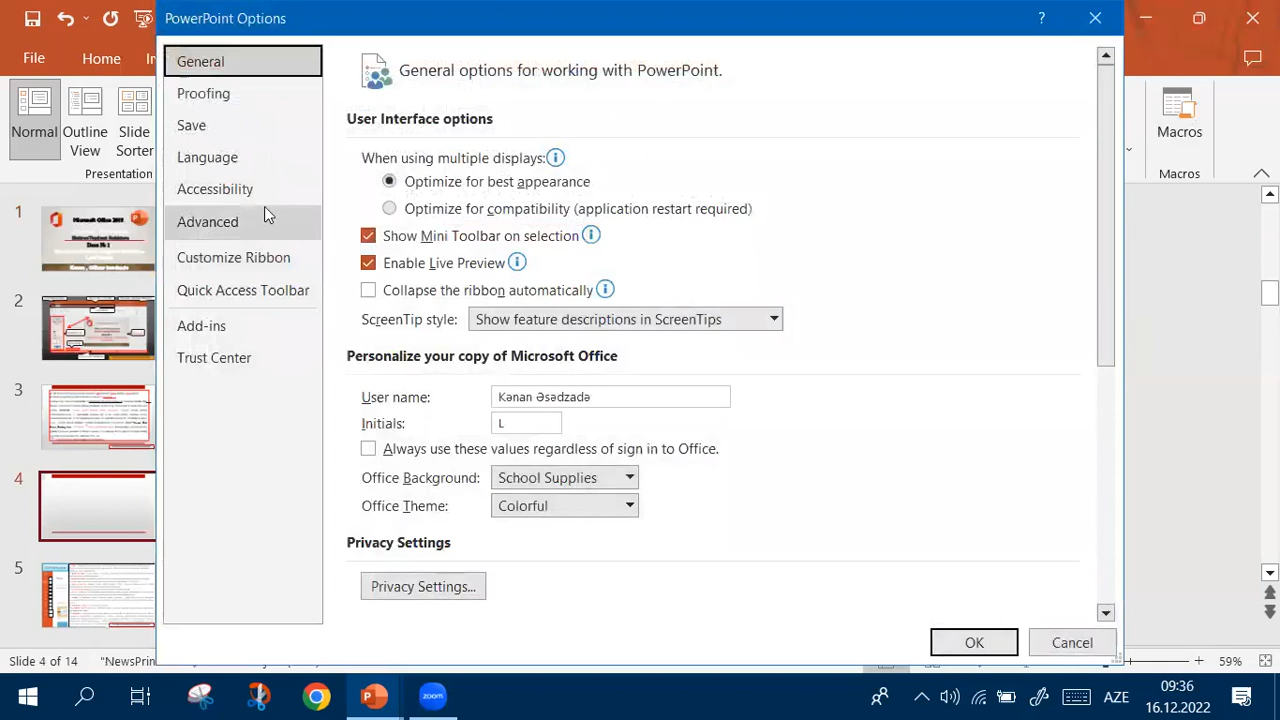 PowerPoint Options
?
File
Home
General
Proofing
Save
Language
Accessibility
Advanced
Customize Ribbon
Quick Access Toolbar
Add-ins
Trust Center
General options for working with PowerPoint.
User Interface options
When using multiple displays:
Optimize for best appearance
Optimize for compatibility (application restart required)
Show Mini Toolbar on selection
Enable Live Preview
Collapse the ribbon automatically
ScreenTip style: Show feature descriptions in ScreenTips
Personalize your copy of Microsoft Office
User name: Kənan Əsədzadə
Initials: L
Always use these values regardless of sign in to Office.
Office Background: School Supplies
Office Theme: Colorful
Privacy Settings
Privacy Settings...
OK
Cancel
Normal
Outline View
Slide Sorter
Presentation
Macros
Macros
1
Microsoft Office 2019
2
3
4
5
Slide 4 of 14
59%
zoom
AZE
09:36
16.12.2022